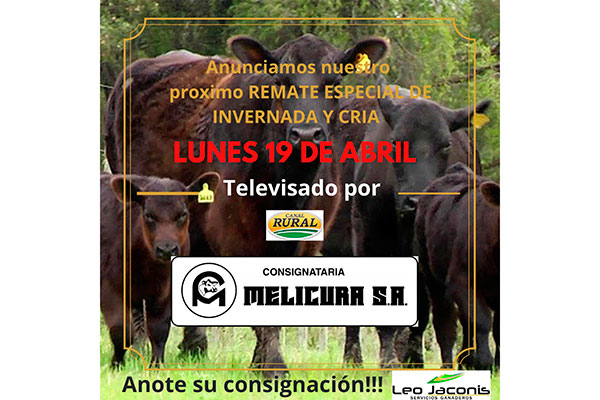 Anunciamos nuestro
proximo REMATE ESPECIAL DE
INVERNADA Y CRIA
LUNES 19 DE ABRIL
Televisado por
CANAL
RURAL
CONSIGNATARIA
MELICURA S.A.
Anote su consignación!!!
Leo Jaconis
SERVICIOS GANADEROS